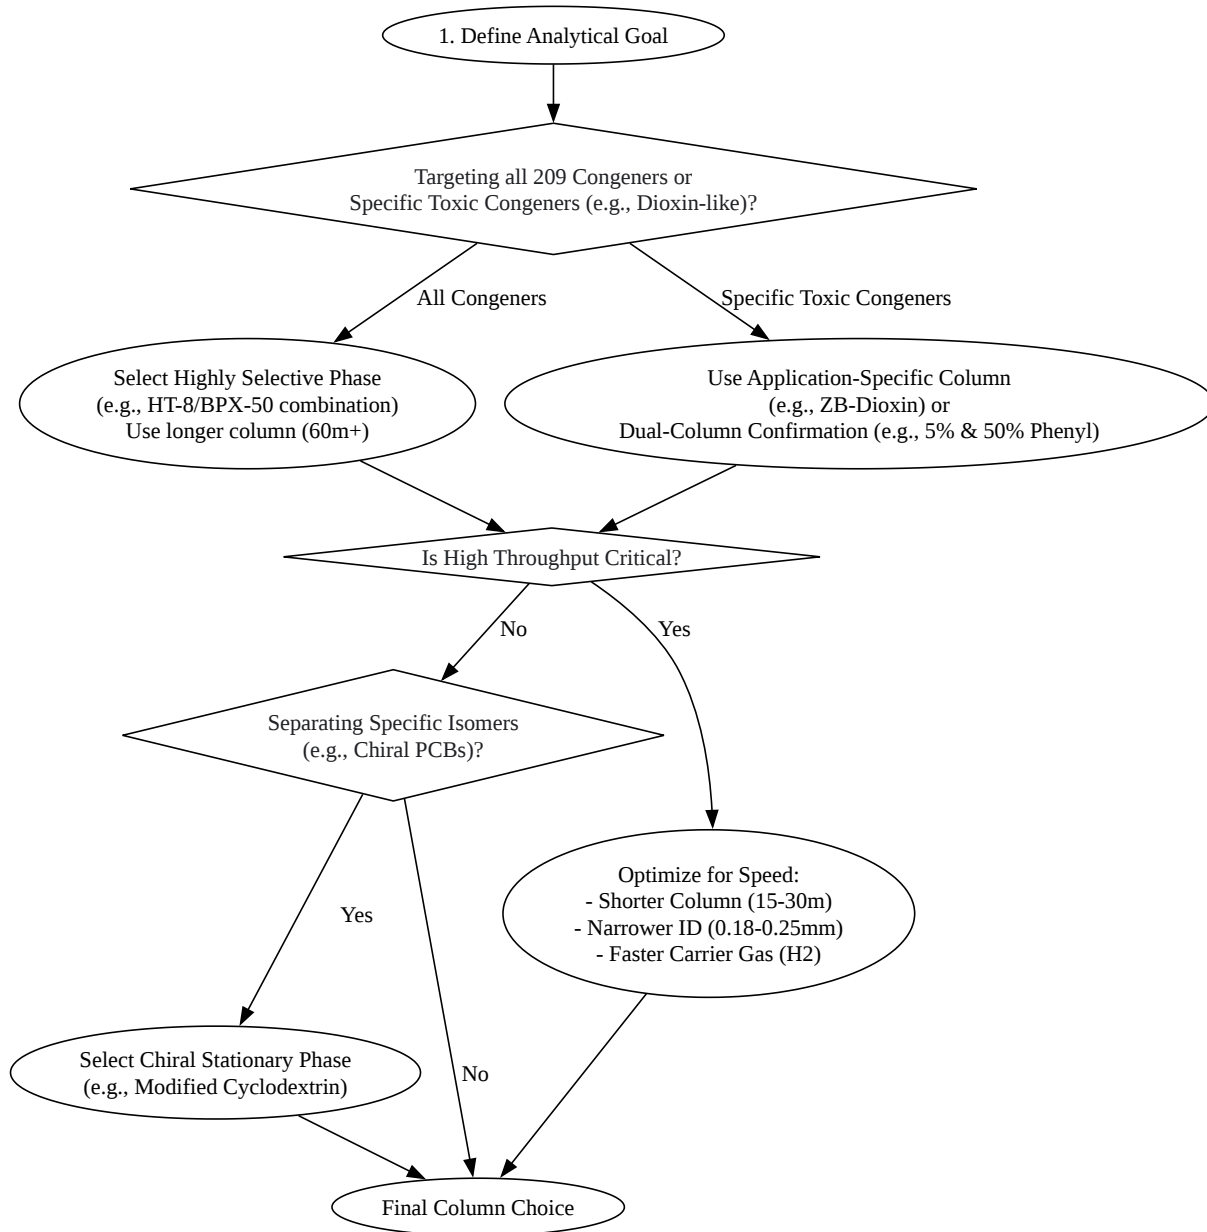 1. Define Analytical Goal
Targeting all 209 Congeners or
Specific Toxic Congeners (e.g., Dioxin-like)?
All Congeners
Specific Toxic Congeners
Select Highly Selective Phase
(e.g., HT-8/BPX-50 combination)
Use longer column (60m+)
Use Application-Specific Column
(e.g., ZB-Dioxin) or
Dual-Column Confirmation (e.g., 5% & 50% Phenyl)
Is High Throughput Critical?
No
Yes
Separating Specific Isomers
(e.g., Chiral PCBs)?
Optimize for Speed:
- Shorter Column (15-30m)
- Narrower ID (0.18-0.25mm)
- Faster Carrier Gas (H2)
Yes
Select Chiral Stationary Phase
(e.g., Modified Cyclodextrin)
No
Final Column Choice